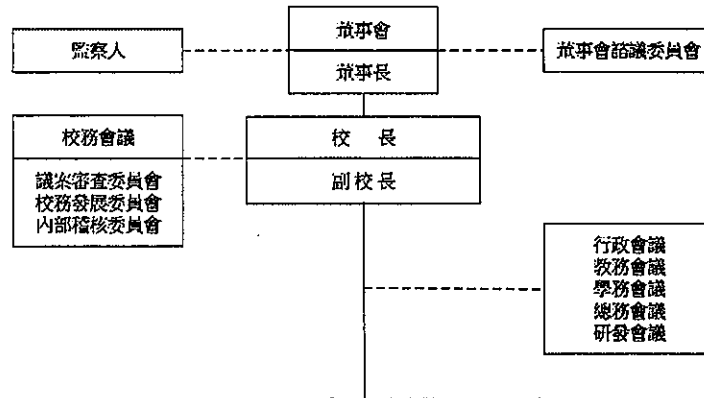 董事會
監察人
董事會諮議委員會
董事長
校務會議
校 長
議案審查委員會
校務發展委員會
內部稽核委員會
副校長
行政會議
教務會議
學務會議
總務會議
研發會議